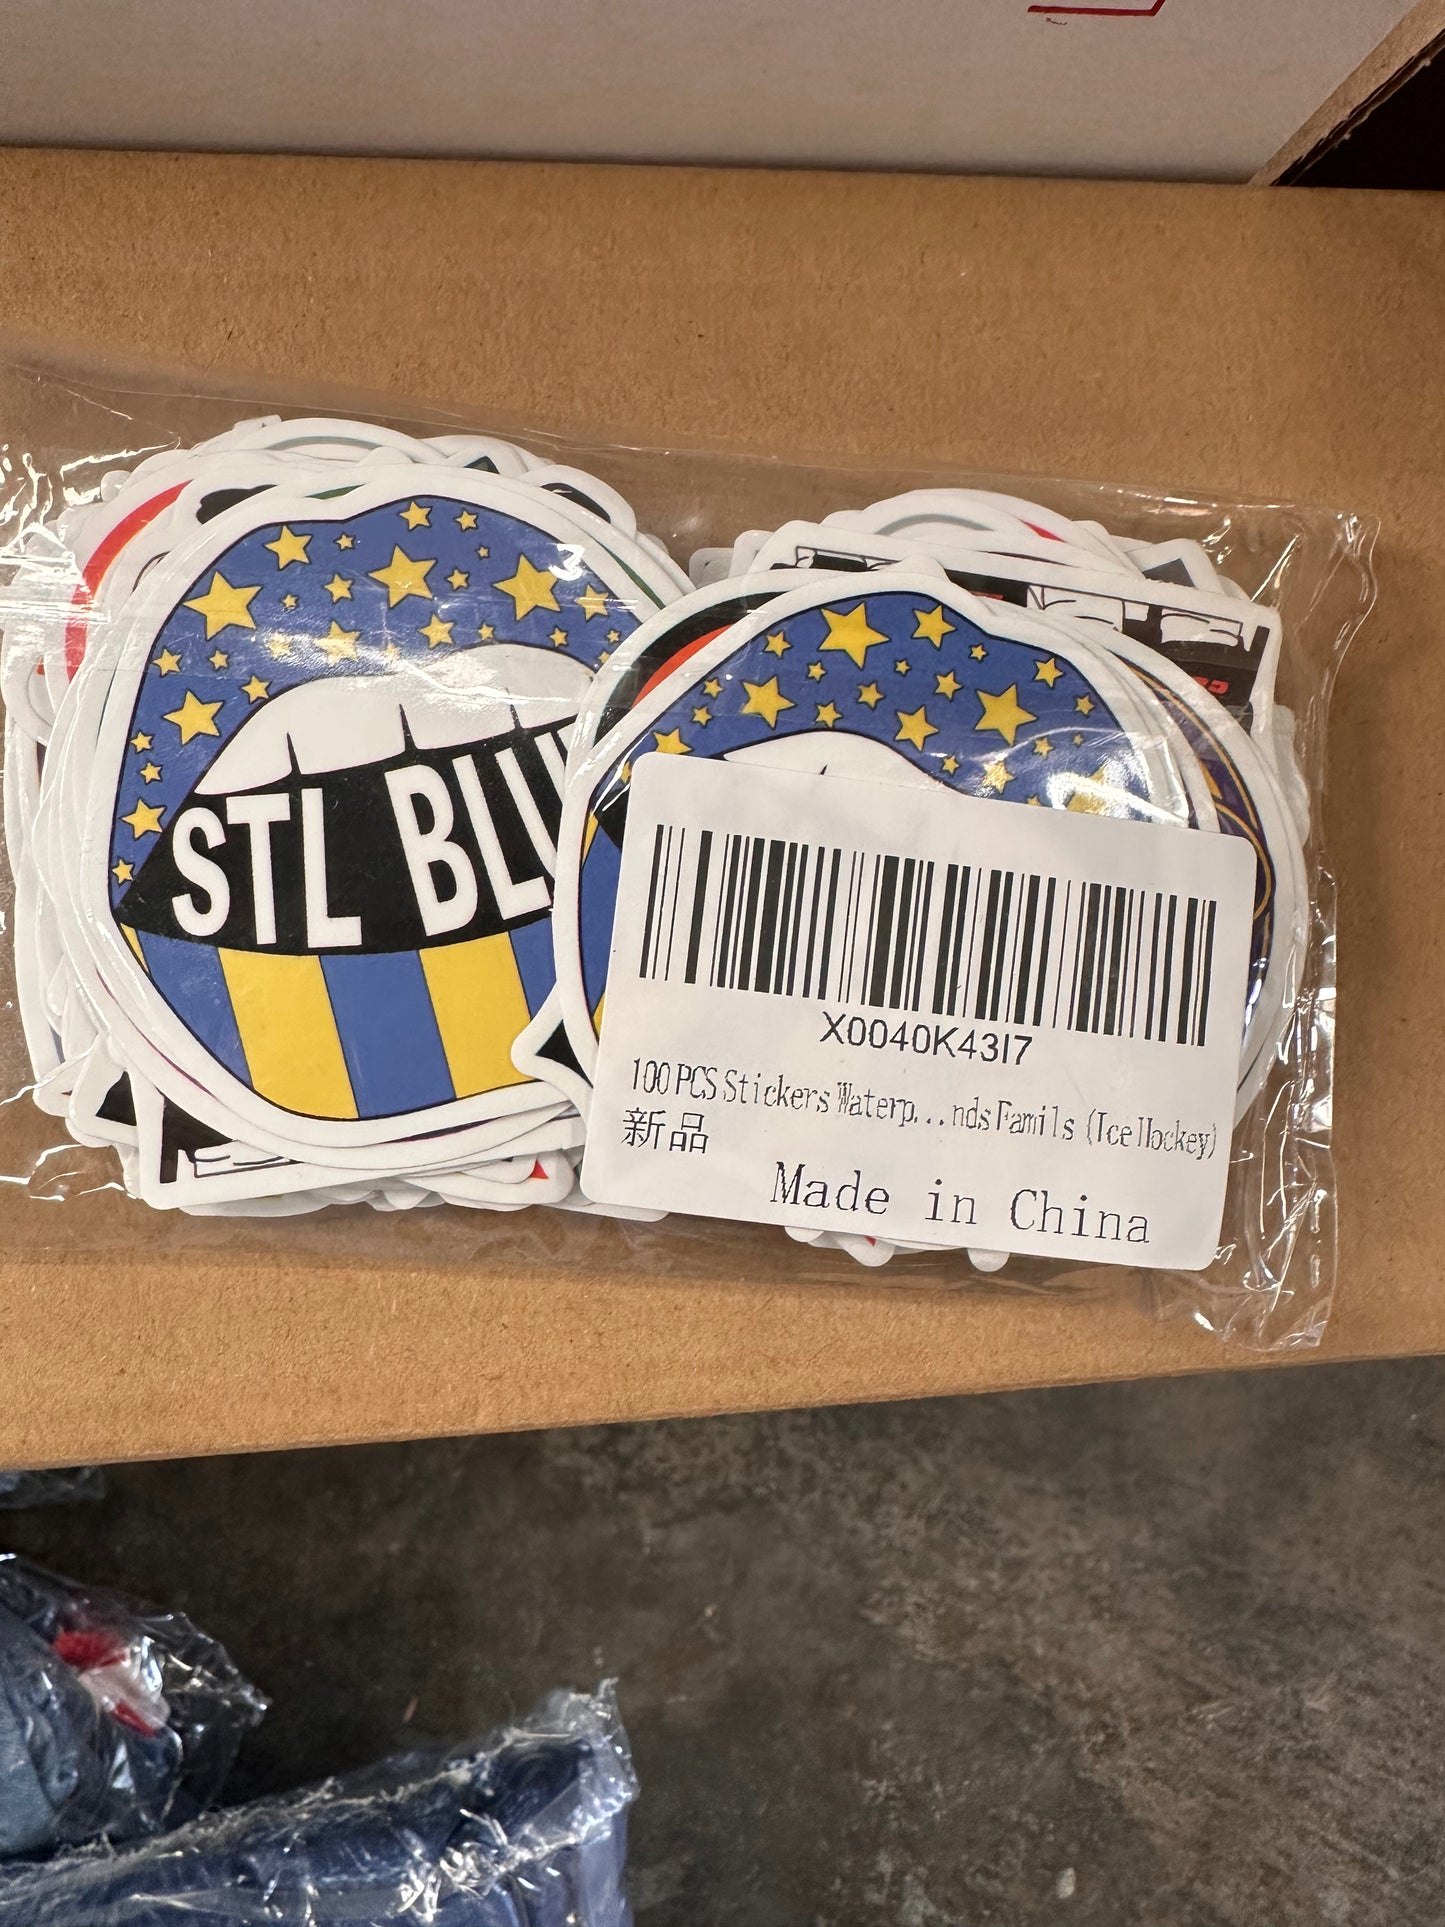 STL BLU
X0040K43I7
100 PCS Stickers Waterp...nds Famils (Ice Hockey)
新品
Made in China